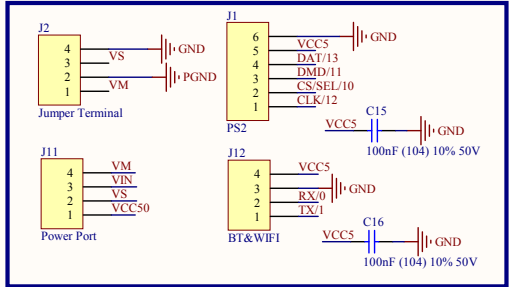 J2
4
3
2
1
GND
VS
PGND
VM
Jumper Terminal
J1
6
5
4
3
2
1
GND
VCC5
DAT/13
DMD/11
CS/SEL/10
CLK/12
PS2
C15
VCC5
GND
100nF (104) 10% 50V
J11
4
3
2
1
VM
VIN
VS
VCC50
Power Port
J12
4
3
2
1
VCC5
GND
RX/0
TX/1
BT&WIFI
C16
VCC5
GND
100nF (104) 10% 50V